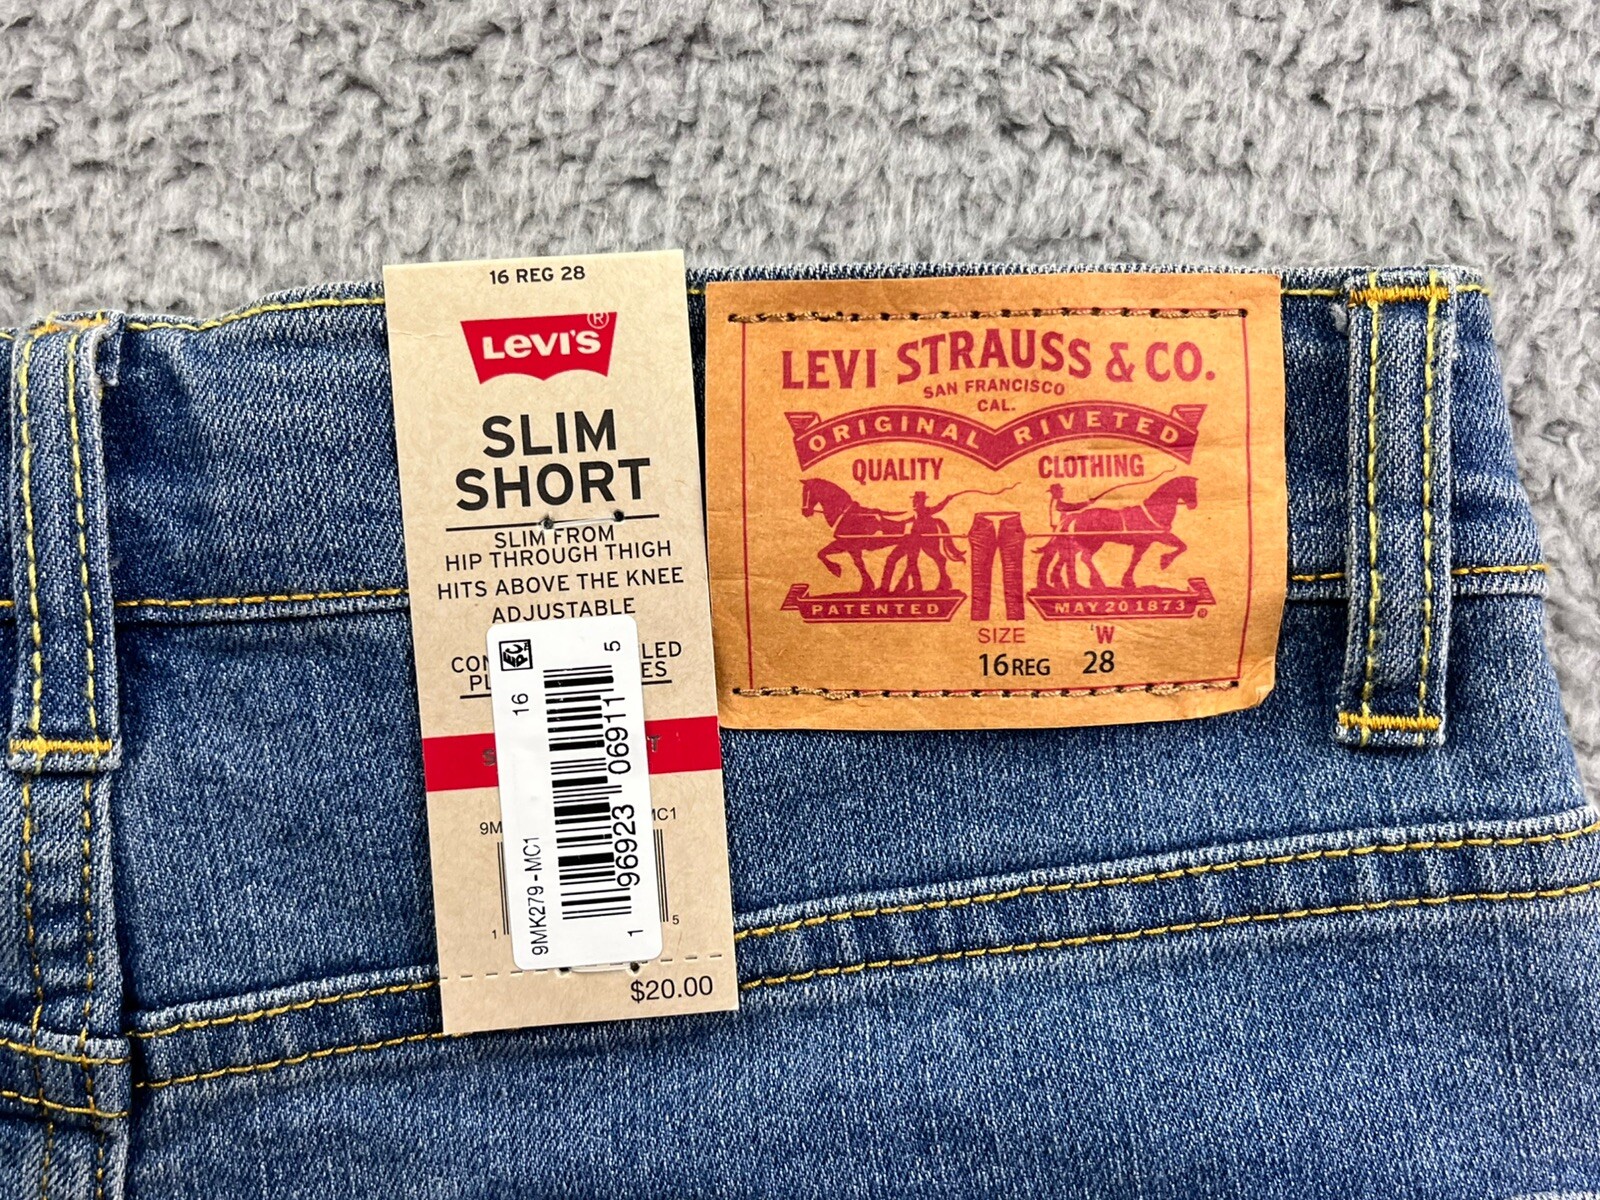 16 REG 28
LEVI'S®
SLIM
SHORT
SLIM FROM
HIP THROUGH THIGH
HITS ABOVE THE KNEE
ADJUSTABLE
16
9MK279-MC1
1 96923 06911 5
1
5
$20.00
LEVI STRAUSS & CO.
SAN FRANCISCO
CAL.
ORIGINAL RIVETED
QUALITY CLOTHING
PATENTED MAY 20 1873 ®
SIZE W
16 REG 28